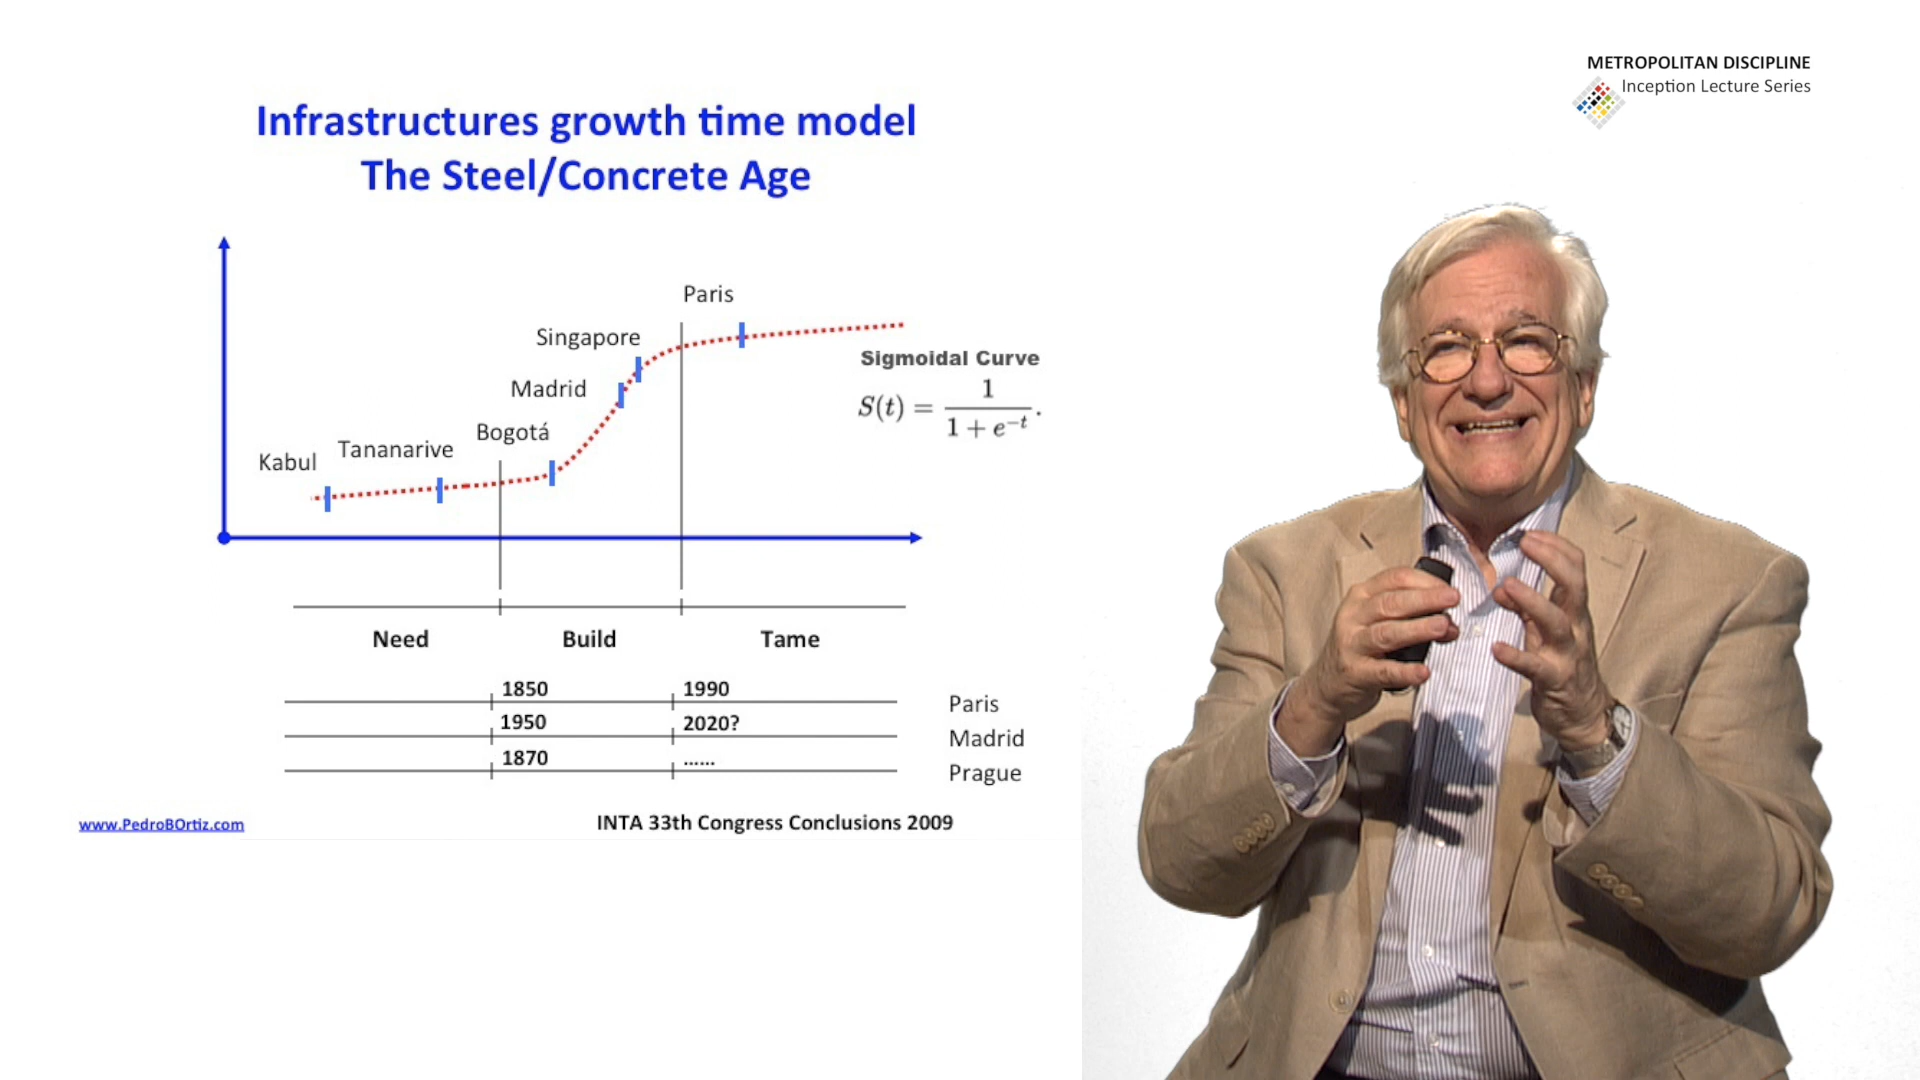 METROPOLITAN DISCIPLINE
Inception Lecture Series
Infrastructures growth time model
The Steel/Concrete Age
Paris
Singapore
Madrid
Bogotá
Tananarive
Kabul
Sigmoidal Curve
S(t) = 1 / (1 + e^{-t}).
Need Build Tame
1850 1990 Paris
1950 2020? Madrid
1870 ...... Prague
www.PedroBOrtiz.com INTA 33th Congress Conclusions 2009